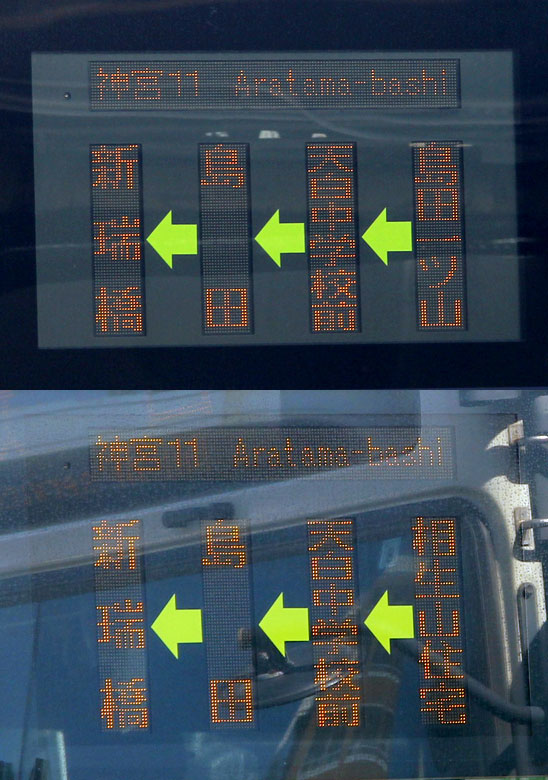 神宮11 Aratama-bashi
新瑞橋
島田
天白中学校前
島田一ツ山
神宮11 Aratama-bashi
新瑞橋
島田
天白中学校前
相生山住宅